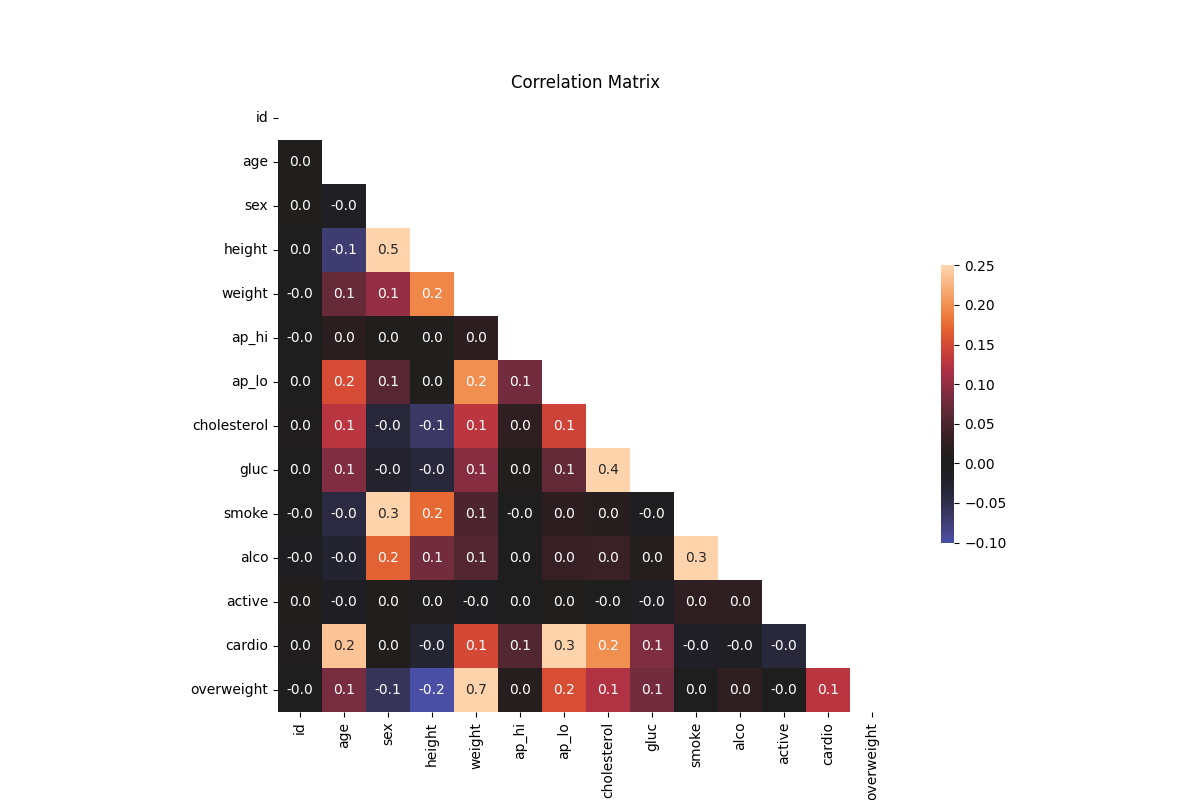 Correlation Matrix
id
age 0.0
sex 0.0 -0.0
height 0.0 -0.1 0.5
weight -0.0 0.1 0.1 0.2
ap_hi -0.0 0.0 0.0 0.0 0.0
ap_lo 0.0 0.2 0.1 0.0 0.2 0.1
cholesterol 0.0 0.1 -0.0 -0.1 0.1 0.0 0.1
gluc 0.0 0.1 -0.0 -0.0 0.1 0.0 0.1 0.4
smoke -0.0 -0.0 0.3 0.2 0.1 -0.0 0.0 0.0 -0.0
alco -0.0 -0.0 0.2 0.1 0.1 0.0 0.0 0.0 0.0 0.3
active 0.0 -0.0 0.0 0.0 -0.0 0.0 0.0 -0.0 -0.0 0.0 0.0
cardio 0.0 0.2 0.0 -0.0 0.1 0.1 0.3 0.2 0.1 -0.0 -0.0 -0.0
overweight -0.0 0.1 -0.1 -0.2 0.7 0.0 0.2 0.1 0.1 0.0 0.0 -0.0 0.1
id age sex height weight ap_hi ap_lo cholesterol gluc smoke alco active cardio overweight
0.25
0.20
0.15
0.10
0.05
0.00
−0.05
−0.10